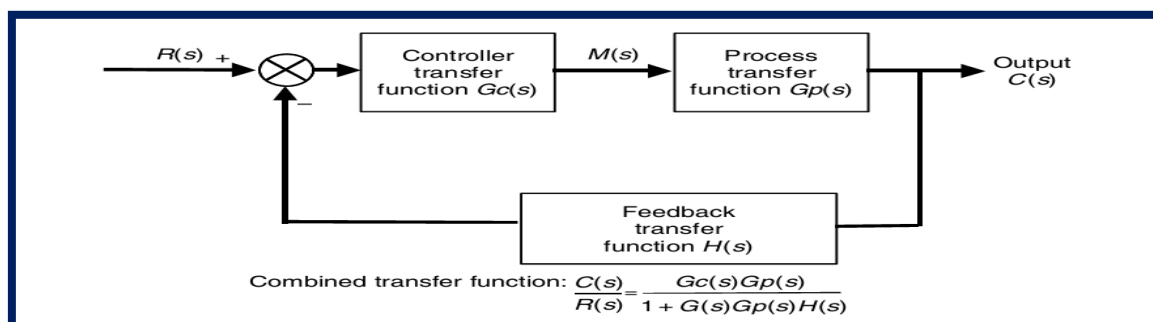 R(s) +
Controller
transfer
function Gc(s)
M(s)
Process
transfer
function Gp(s)
Output
C(s)
–
Feedback
transfer
function H(s)
Combined transfer function: C(s)/R(s) = Gc(s)Gp(s)/1 + G(s)Gp(s)H(s)